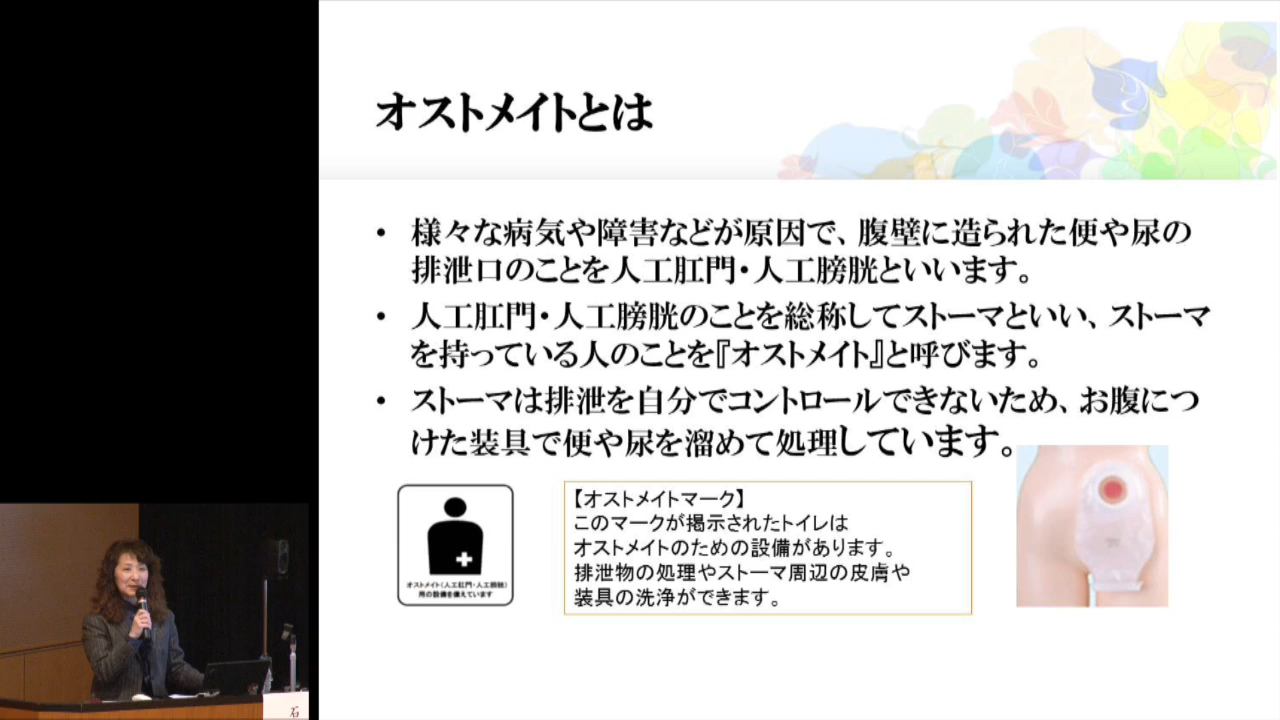 オストメイトとは
• 様々な病気や障害などが原因で、腹壁に造られた便や尿の
排泄口のことを人工肛門・人工膀胱といいます。
• 人工肛門・人工膀胱のことを総称してストーマといい、ストーマ
を持っている人のことを『オストメイト』と呼びます。
• ストーマは排泄を自分でコントロールできないため、お腹につ
けた装具で便や尿を溜めて処理しています。
オストメイト(人工肛門・人工膀胱)
用の設備を備えています
【オストメイトマーク】
このマークが掲示されたトイレは
オストメイトのための設備があります。
排泄物の処理やストーマ周辺の皮膚や
装具の洗浄ができます。
石